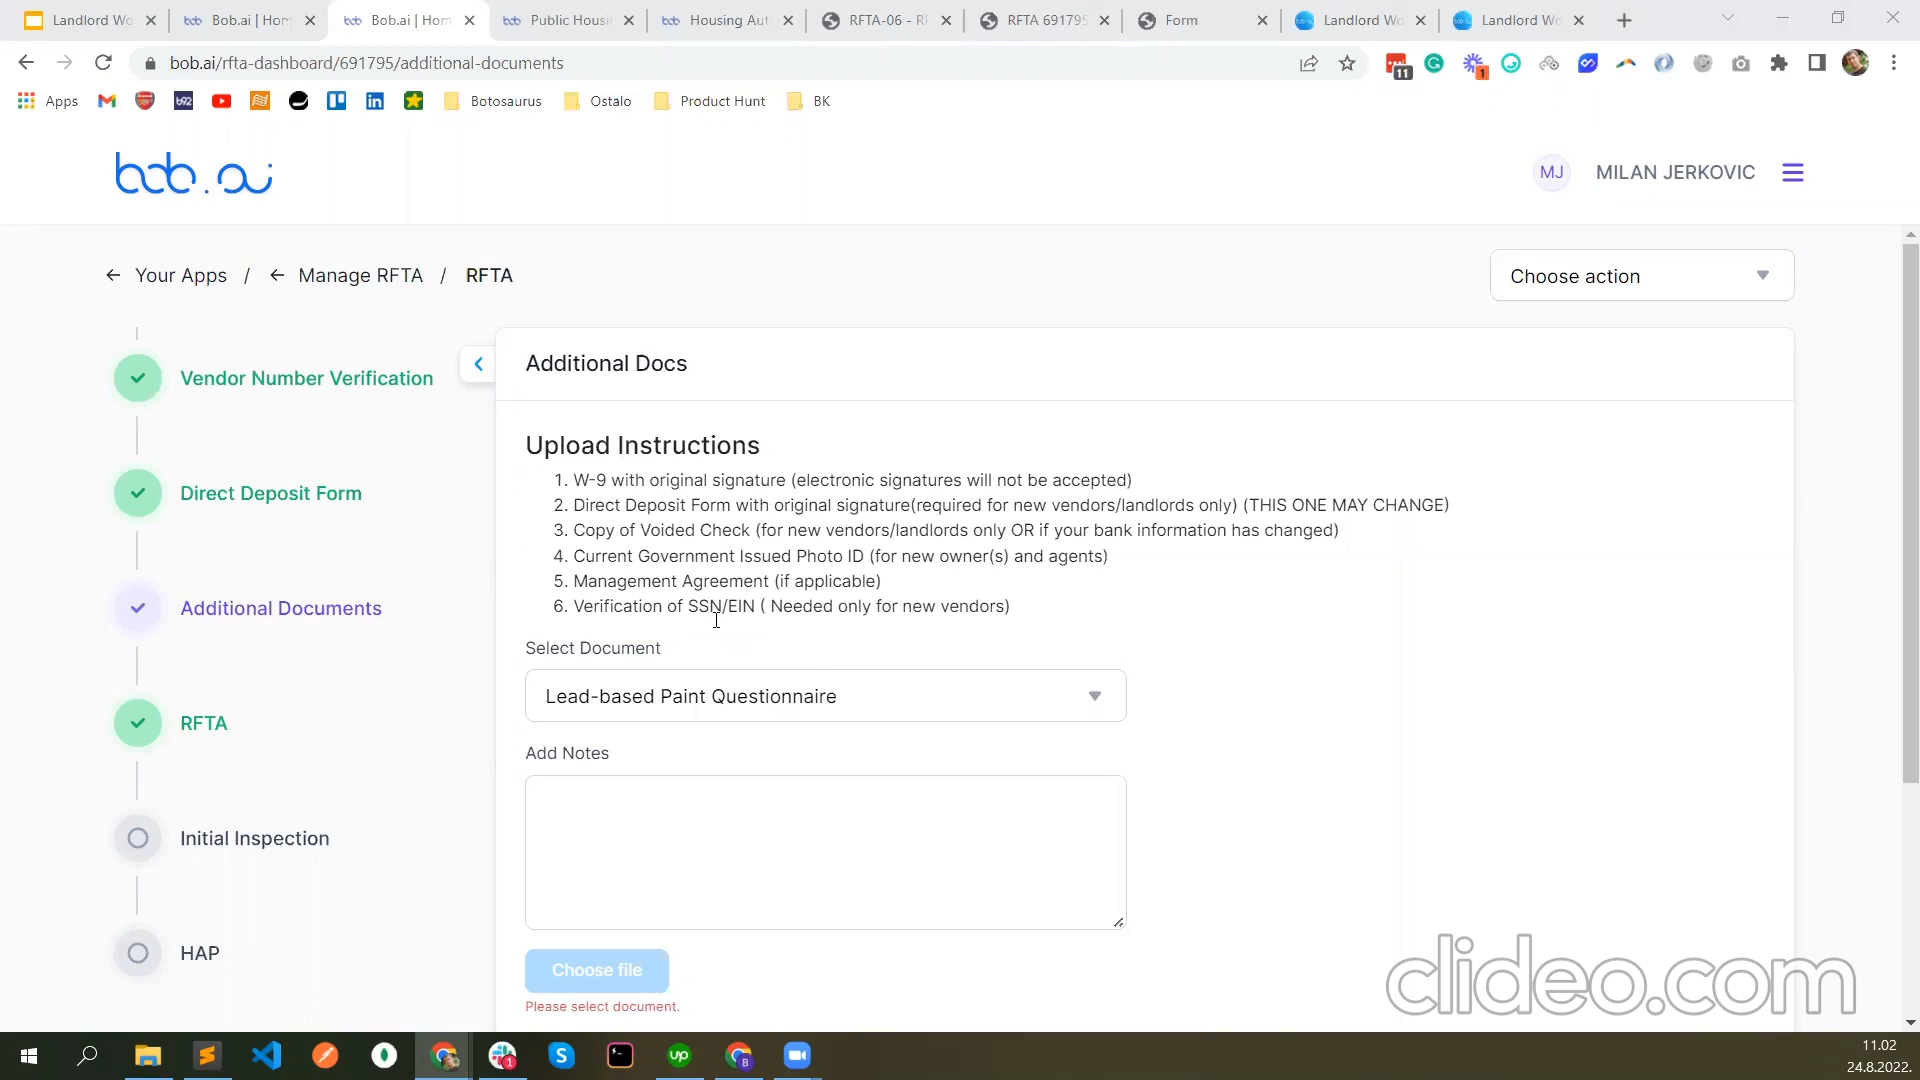 Landlord Wo
Bob.ai | Hom
Bob.ai | Hom
Public Housi
Housing Aut
RFTA-06 - RF
RFTA 691795
Form
Landlord Wo
Landlord Wo
bob.ai/rfta-dashboard/691795/additional-documents
11
1
Apps
Botosaurus
Ostalo
Product Hunt
BK
bob.ai
MJ
MILAN JERKOVIC
Your Apps / Manage RFTA / RFTA
Choose action
Vendor Number Verification
Direct Deposit Form
Additional Documents
RFTA
Initial Inspection
HAP
Additional Docs
Upload Instructions
1. W-9 with original signature (electronic signatures will not be accepted)
2. Direct Deposit Form with original signature(required for new vendors/landlords only) (THIS ONE MAY CHANGE)
3. Copy of Voided Check (for new vendors/landlords only OR if your bank information has changed)
4. Current Government Issued Photo ID (for new owner(s) and agents)
5. Management Agreement (if applicable)
6. Verification of SSN/EIN ( Needed only for new vendors)
Select Document
Lead-based Paint Questionnaire
Add Notes
Choose file
Please select document.
clideo.com
1
S
up
B
11.02
24.8.2022.